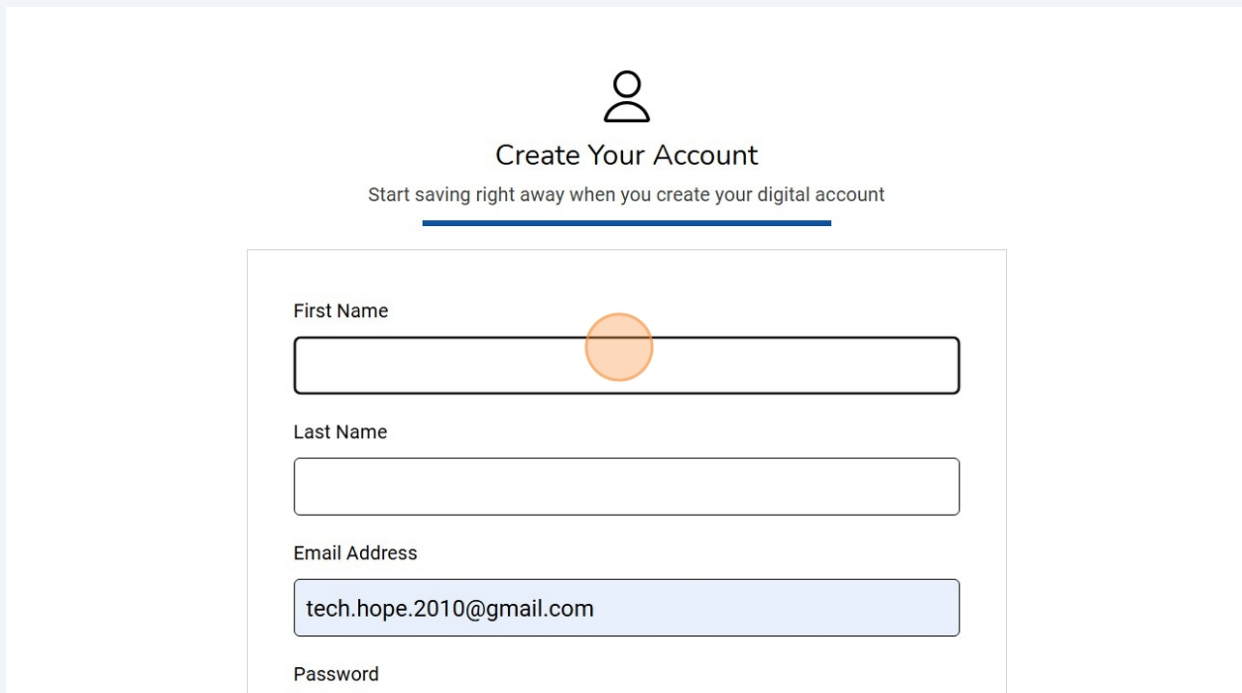 Create Your Account
Start saving right away when you create your digital account
First Name
Last Name
Email Address
tech.hope.2010@gmail.com
Password